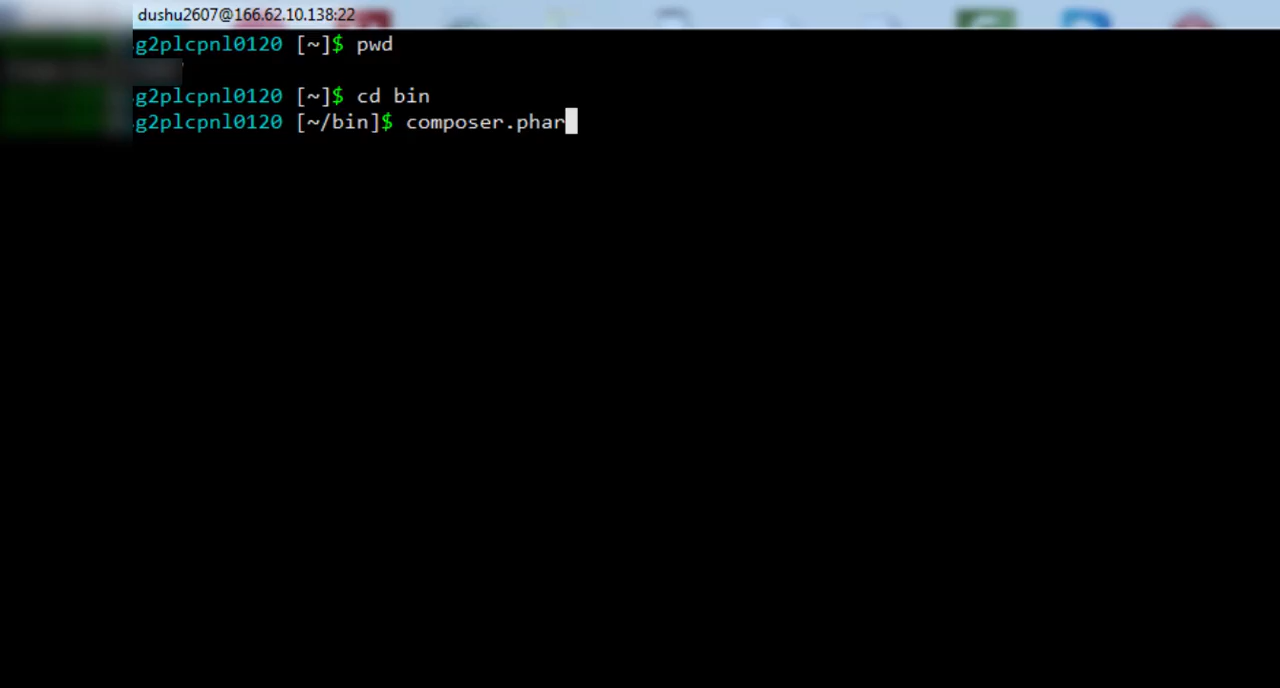 dushu2607@166.62.10.138:22
g2plcpnl0120 [~]$ pwd
g2plcpnl0120 [~]$ cd bin
g2plcpnl0120 [~/bin]$ composer.phar